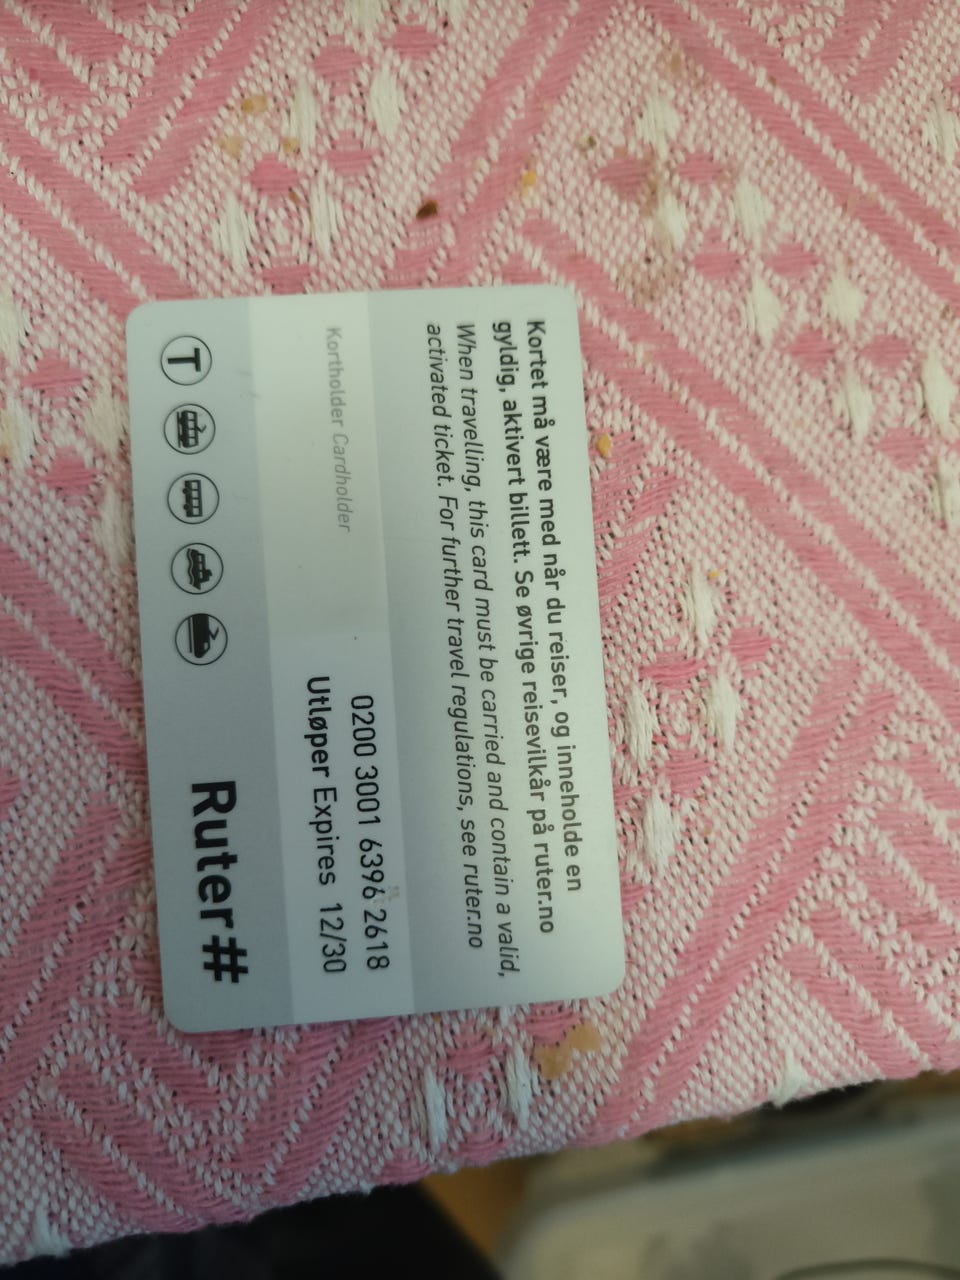 Kortet må være med når du reiser, og inneholde en
gyldig, aktivert billett. Se øvrige reisevilkår på ruter.no
When travelling, this card must be carried and contain a valid,
activated ticket. For further travel regulations, see ruter.no
Kortholder Cardholder
0200 3001 6396 2618
Utløper Expires 12/30
T
Ruter#